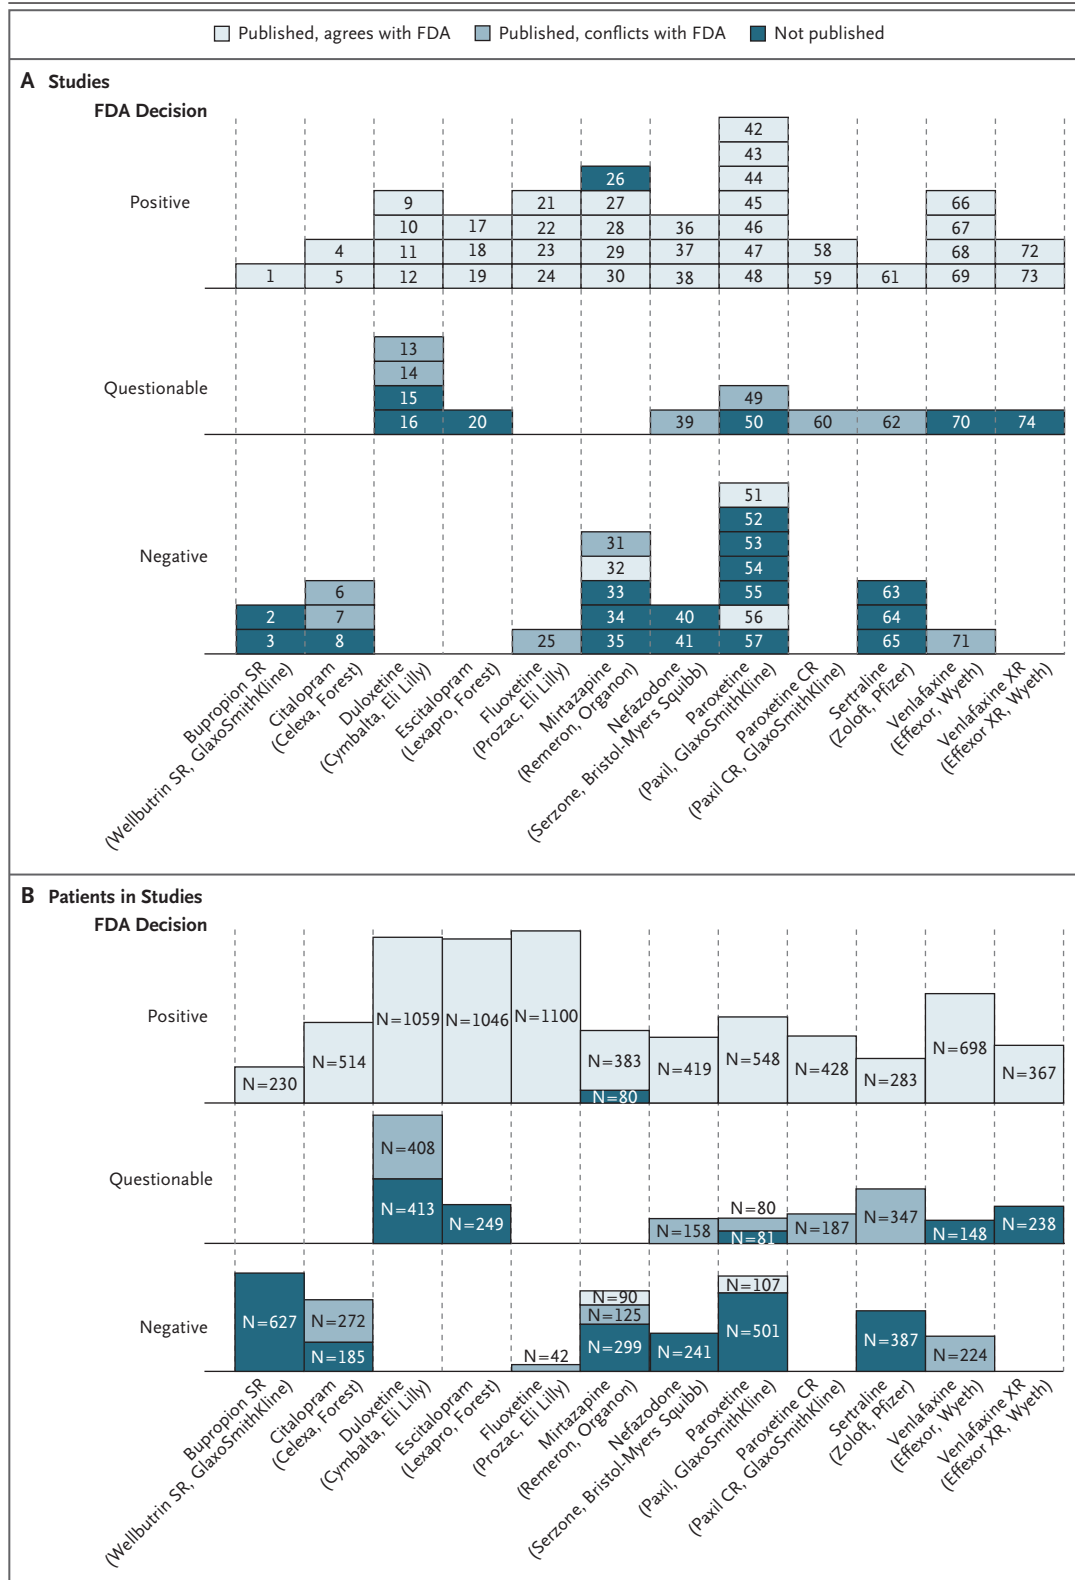 Published, agrees with FDA Published, conflicts with FDA Not published
A Studies
FDA Decision
42
43
26 44
9 21 27 45 66
Positive
10 17 22 28 36 46 67
4 11 18 23 29 37 47 58 68 72
1 5 12 19 24 30 38 48 59 61 69 73
13
14
Questionable
15 49
16 20 39 50 60 62 70 74
51
52
31 53
Negative
32 54
6 33 55 63
2 7 34 40 56 64
3 8 25 35 41 57 65 71
Bupropion SR
(Wellbutrin SR, GlaxoSmithKline)
Citalopram
(Celexa, Forest)
Duloxetine
(Cymbalta, Eli Lilly)
Escitalopram
(Lexapro, Forest)
Fluoxetine
(Prozac, Eli Lilly)
Mirtazapine
(Remeron, Organon)
Nefazodone
(Serzone, Bristol-Myers Squibb)
Paroxetine
(Paxil, GlaxoSmithKline)
Paroxetine CR
(Paxil CR, GlaxoSmithKline)
Sertraline
(Zoloft, Pfizer)
Venlafaxine
(Effexor, Wyeth)
Venlafaxine XR
(Effexor XR, Wyeth)
B Patients in Studies
FDA Decision
Positive
N=230
N=514
N=1059
N=1046
N=1100
N=383
N=80
N=419
N=548
N=428
N=283
N=698
N=367
Questionable
N=408
N=413
N=249
N=158
N=80
N=81
N=187
N=347
N=148
N=238
Negative
N=627
N=272
N=185
N=42
N=90
N=125
N=299
N=241
N=107
N=501
N=387
N=224
Bupropion SR
(Wellbutrin SR, GlaxoSmithKline)
Citalopram
(Celexa, Forest)
Duloxetine
(Cymbalta, Eli Lilly)
Escitalopram
(Lexapro, Forest)
Fluoxetine
(Prozac, Eli Lilly)
Mirtazapine
(Remeron, Organon)
Nefazodone
(Serzone, Bristol-Myers Squibb)
Paroxetine
(Paxil, GlaxoSmithKline)
Paroxetine CR
(Paxil CR, GlaxoSmithKline)
Sertraline
(Zoloft, Pfizer)
Venlafaxine
(Effexor, Wyeth)
Venlafaxine XR
(Effexor XR, Wyeth)